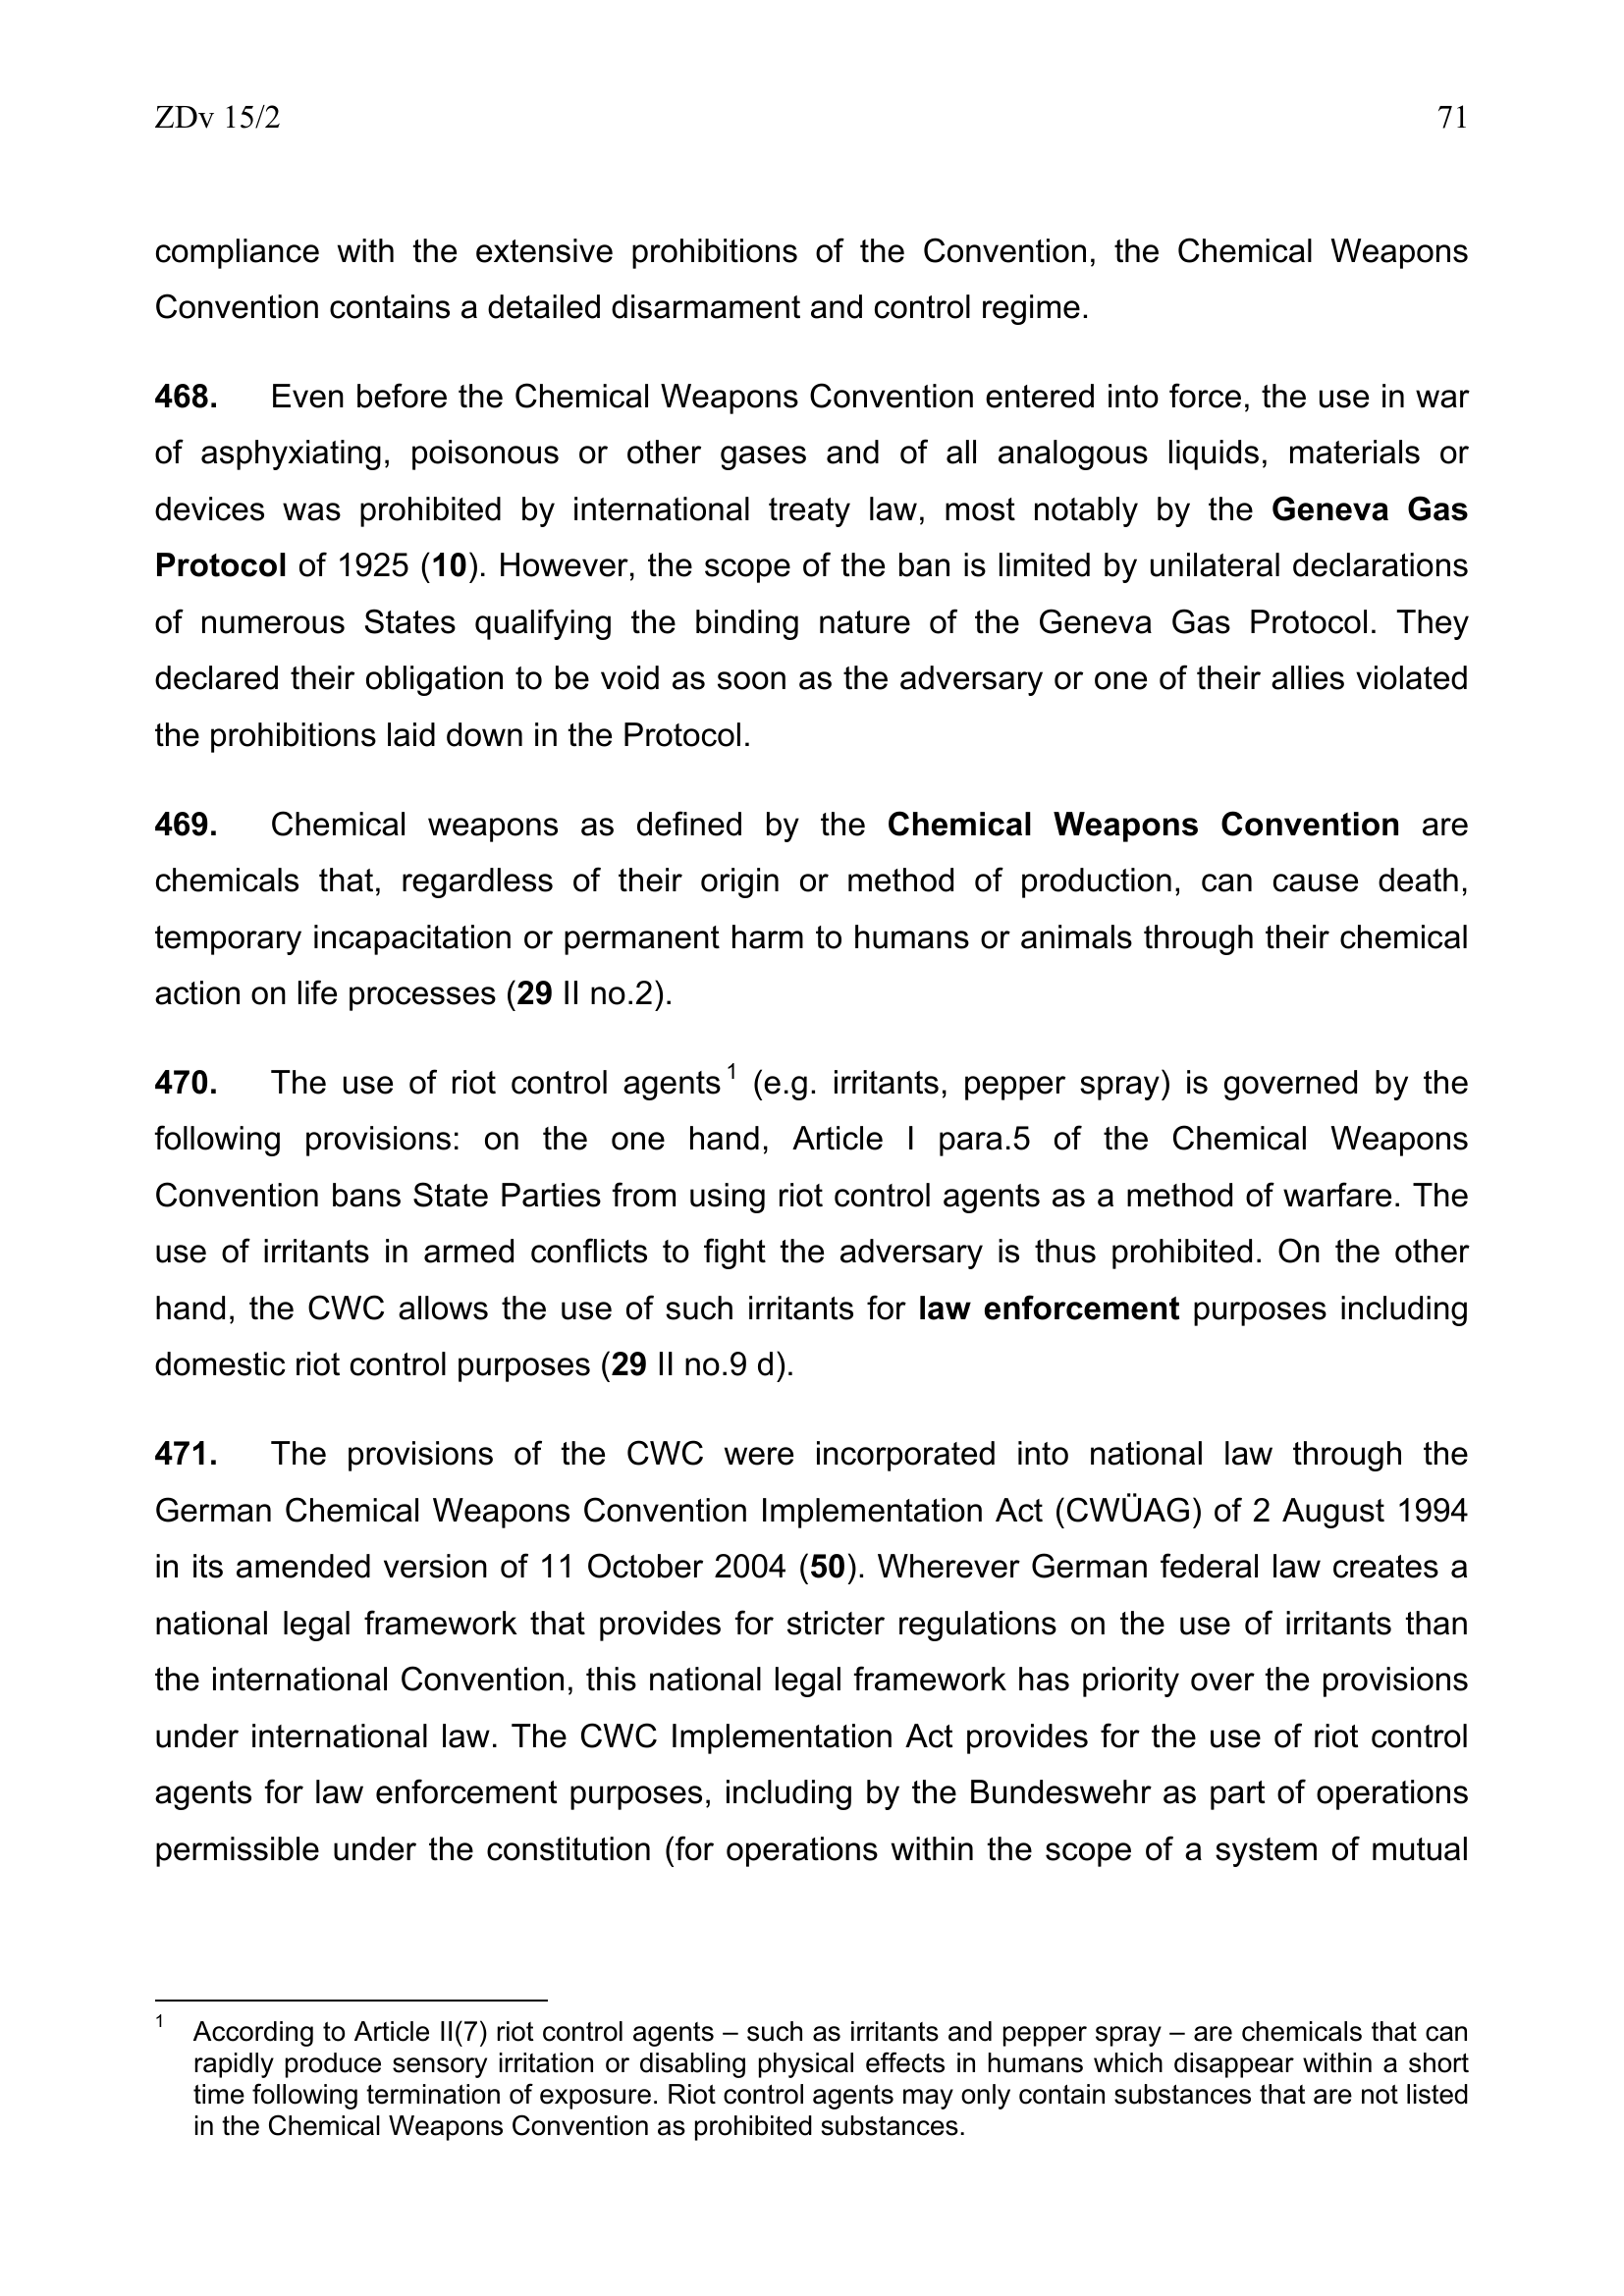 ZDv 15/2 71
compliance with the extensive prohibitions of the Convention, the Chemical Weapons
Convention contains a detailed disarmament and control regime.
468. Even before the Chemical Weapons Convention entered into force, the use in war
of asphyxiating, poisonous or other gases and of all analogous liquids, materials or
devices was prohibited by international treaty law, most notably by the Geneva Gas
Protocol of 1925 (10). However, the scope of the ban is limited by unilateral declarations
of numerous States qualifying the binding nature of the Geneva Gas Protocol. They
declared their obligation to be void as soon as the adversary or one of their allies violated
the prohibitions laid down in the Protocol.
469. Chemical weapons as defined by the Chemical Weapons Convention are
chemicals that, regardless of their origin or method of production, can cause death,
temporary incapacitation or permanent harm to humans or animals through their chemical
action on life processes (29 II no.2).
470. The use of riot control agents 1 (e.g. irritants, pepper spray) is governed by the
following provisions: on the one hand, Article I para.5 of the Chemical Weapons
Convention bans State Parties from using riot control agents as a method of warfare. The
use of irritants in armed conflicts to fight the adversary is thus prohibited. On the other
hand, the CWC allows the use of such irritants for law enforcement purposes including
domestic riot control purposes (29 II no.9 d).
471. The provisions of the CWC were incorporated into national law through the
German Chemical Weapons Convention Implementation Act (CWÜAG) of 2 August 1994
in its amended version of 11 October 2004 (50). Wherever German federal law creates a
national legal framework that provides for stricter regulations on the use of irritants than
the international Convention, this national legal framework has priority over the provisions
under international law. The CWC Implementation Act provides for the use of riot control
agents for law enforcement purposes, including by the Bundeswehr as part of operations
permissible under the constitution (for operations within the scope of a system of mutual
1 According to Article II(7) riot control agents – such as irritants and pepper spray – are chemicals that can
rapidly produce sensory irritation or disabling physical effects in humans which disappear within a short
time following termination of exposure. Riot control agents may only contain substances that are not listed
in the Chemical Weapons Convention as prohibited substances.